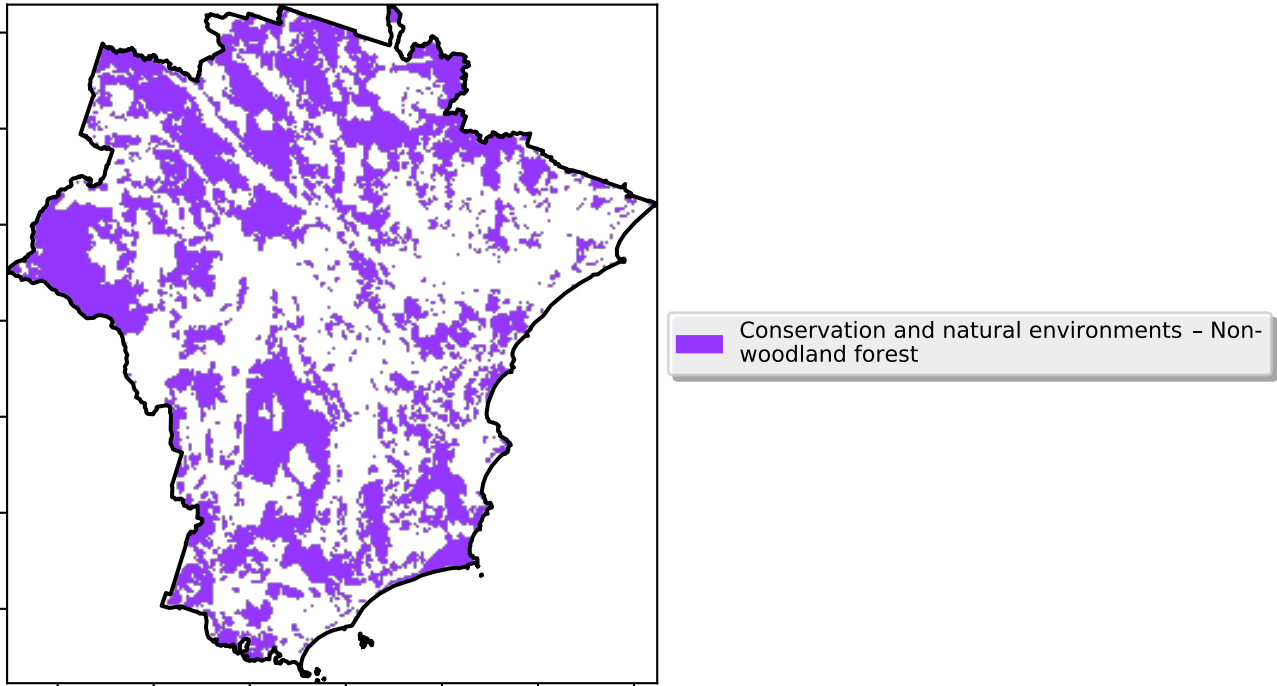 Conservation and natural environments – Non-
woodland forest